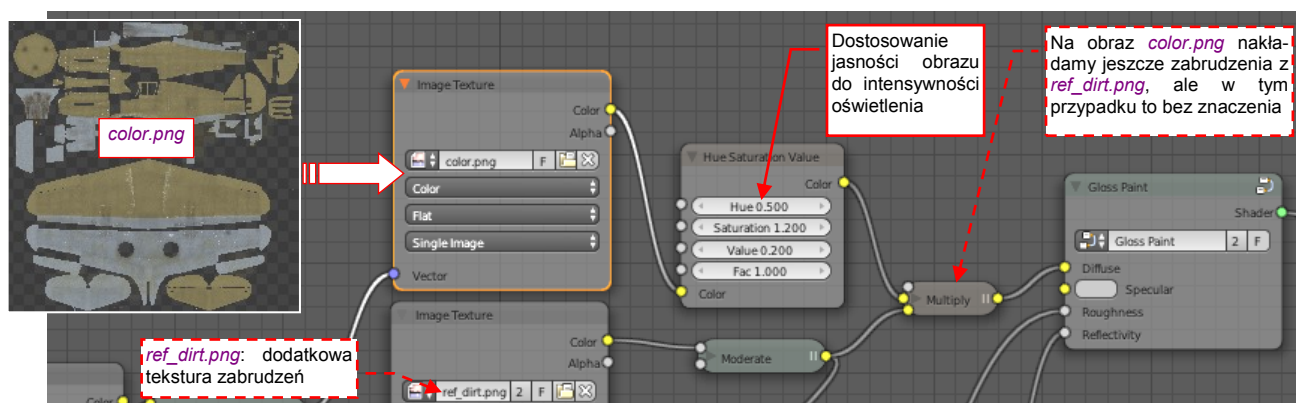 color.png
Image Texture
Color
Alpha
color.png F
Color
Flat
Single Image
Vector
Dostosowanie
jasności obrazu
do intensywności
oświetlenia
Na obraz color.png nakła-
damy jeszcze zabrudzenia z
ref_dirt.png, ale w tym
przypadku to bez znaczenia
Hue Saturation Value
Color
Hue 0.500
Saturation 1.200
Value 0.200
Fac 1.000
Color
Multiply
Gloss Paint
Shader
Gloss Paint 2 F
Diffuse
Specular
Roughness
Reflectivity
ref_dirt.png: dodatkowa
tekstura zabrudzeń
Image Texture
Color
Alpha
ref_dirt.png 2 F
Moderate
Color